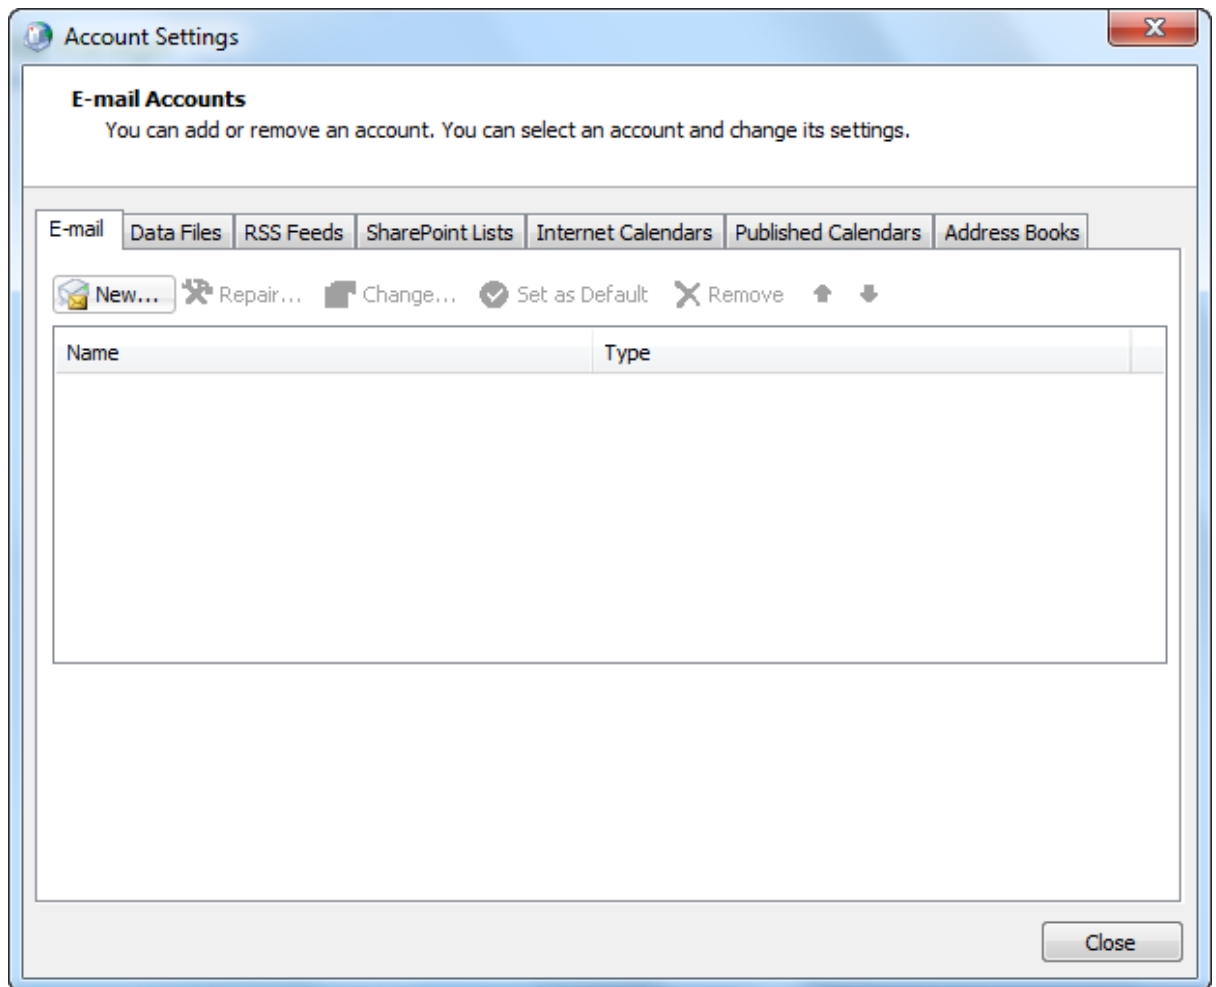 Account Settings
E-mail Accounts
You can add or remove an account. You can select an account and change its settings.
E-mail Data Files RSS Feeds SharePoint Lists Internet Calendars Published Calendars Address Books
New... Repair... Change... Set as Default Remove
Name Type
Close